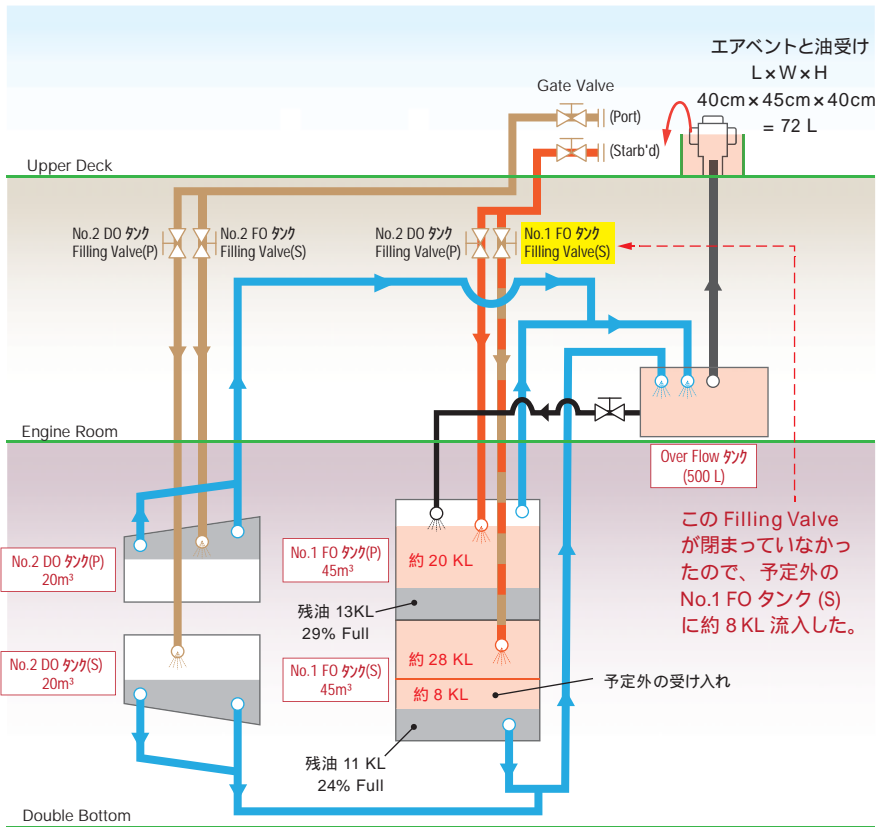 エアベントと油受け
L×W×H
40cm×45cm×40cm
= 72 L
Gate Valve
(Port)
(Starb'd)
Upper Deck
No.2 DO タンク
Filling Valve(P)
No.2 FO タンク
Filling Valve(S)
No.2 DO タンク
Filling Valve(P)
No.1 FO タンク
Filling Valve(S)
Engine Room
Over Flow タンク
(500 L)
この Filling Valve
が閉まっていなかっ
たので、予定外の
No.1 FO タンク (S)
に約 8 KL 流入した。
No.2 DO タンク(P)
20m³
No.1 FO タンク(P)
45m³
約 20 KL
残油 13KL
29% Full
No.2 DO タンク(S)
20m³
No.1 FO タンク(S)
45m³
約 28 KL
約 8 KL
予定外の受け入れ
残油 11 KL
24% Full
Double Bottom